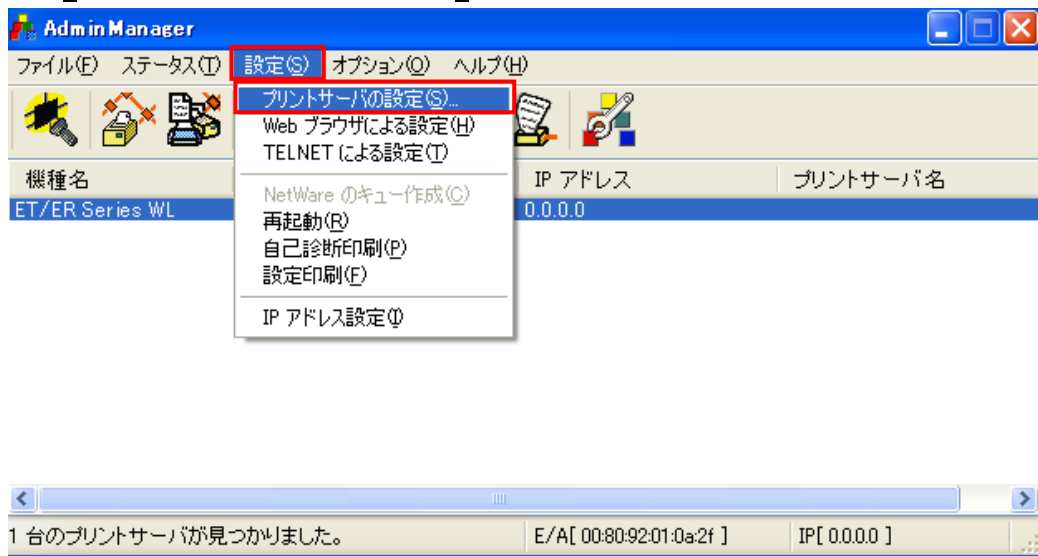 AdminManager
ファイル(F) ステータス(T) 設定(S) オプション(O) ヘルプ(H)
プリントサーバの設定(S)...
Web ブラウザによる設定(H)
TELNET による設定(T)
NetWare のキュー作成(C)
再起動(R)
自己診断印刷(P)
設定印刷(F)
IP アドレス設定(I)
機種名 IP アドレス プリントサーバ名
ET/ER Series WL 0.0.0.0
1 台のプリントサーバが見つかりました。 E/A[ 00:80:92:01:0a:2f ] IP[ 0.0.0.0 ]